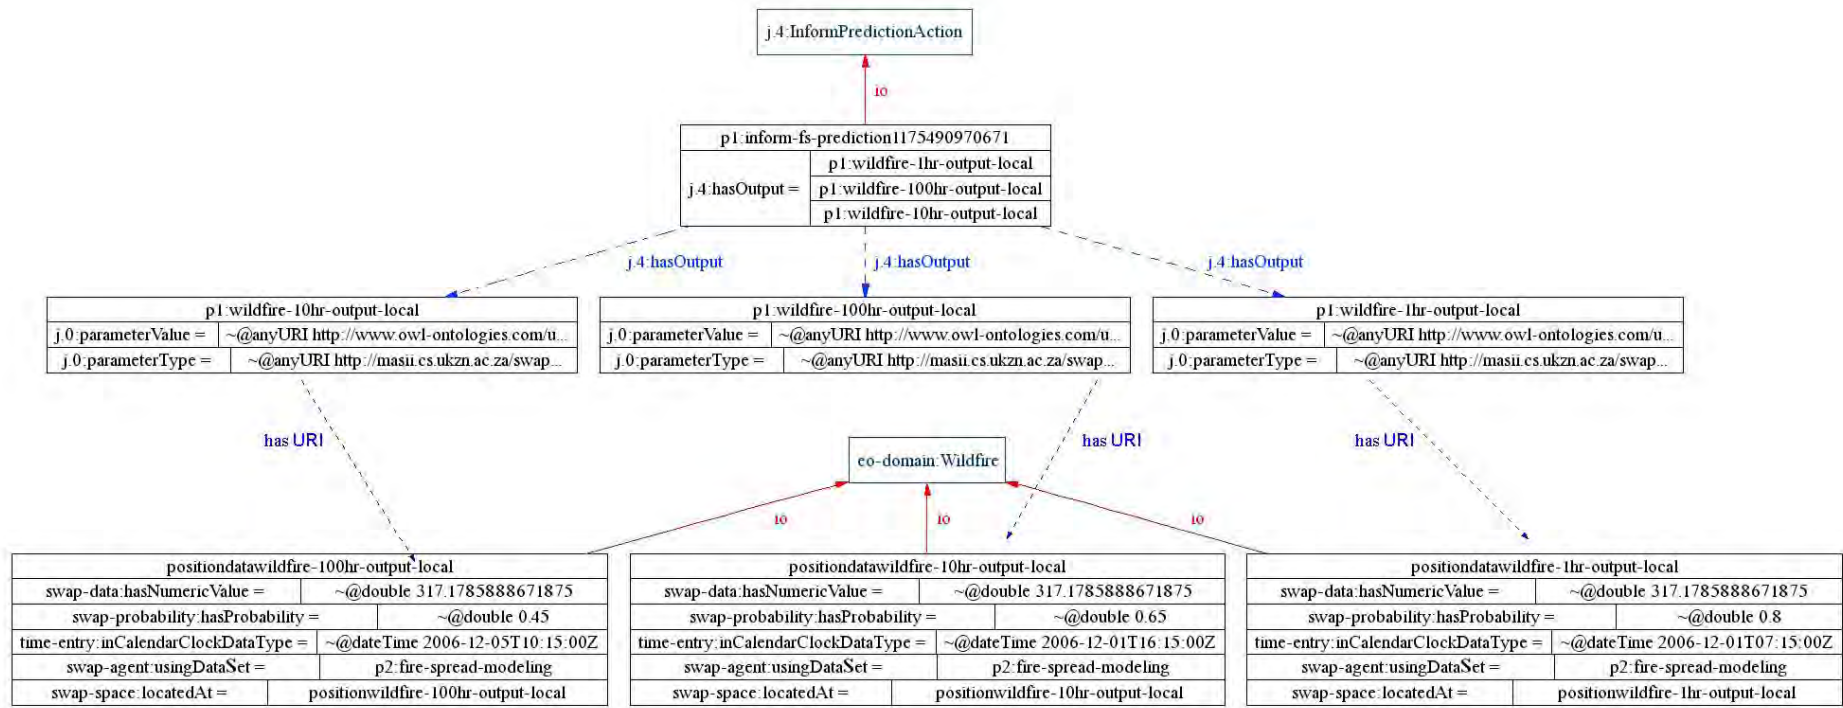 j.4:InformPredictionAction
io
p1:inform-fs-prediction1175490970671
j.4:hasOutput =
p1:wildfire-1hr-output-local
p1:wildfire-100hr-output-local
p1:wildfire-10hr-output-local
j.4:hasOutput
j.4:hasOutput
j.4:hasOutput
p1:wildfire-10hr-output-local
j.0:parameterValue = ~@anyURI http://www.owl-ontologies.com/u...
j.0:parameterType = ~@anyURI http://masii.cs.ukzn.ac.za/swap...
p1:wildfire-100hr-output-local
j.0:parameterValue = ~@anyURI http://www.owl-ontologies.com/u...
j.0:parameterType = ~@anyURI http://masii.cs.ukzn.ac.za/swap...
p1:wildfire-1hr-output-local
j.0:parameterValue = ~@anyURI http://www.owl-ontologies.com/u...
j.0:parameterType = ~@anyURI http://masii.cs.ukzn.ac.za/swap...
has URI
has URI
has URI
eo-domain:Wildfire
io
io
io
positiondatawildfire-100hr-output-local
swap-data:hasNumericValue = ~@double 317.1785888671875
swap-probability:hasProbability = ~@double 0.45
time-entry:inCalendarClockDataType = ~@dateTime 2006-12-05T10:15:00Z
swap-agent:usingDataSet = p2:fire-spread-modeling
swap-space:locatedAt = positionwildfire-100hr-output-local
positiondatawildfire-10hr-output-local
swap-data:hasNumericValue = ~@double 317.1785888671875
swap-probability:hasProbability = ~@double 0.65
time-entry:inCalendarClockDataType = ~@dateTime 2006-12-01T16:15:00Z
swap-agent:usingDataSet = p2:fire-spread-modeling
swap-space:locatedAt = positionwildfire-10hr-output-local
positiondatawildfire-1hr-output-local
swap-data:hasNumericValue = ~@double 317.1785888671875
swap-probability:hasProbability = ~@double 0.8
time-entry:inCalendarClockDataType = ~@dateTime 2006-12-01T07:15:00Z
swap-agent:usingDataSet = p2:fire-spread-modeling
swap-space:locatedAt = positionwildfire-1hr-output-local